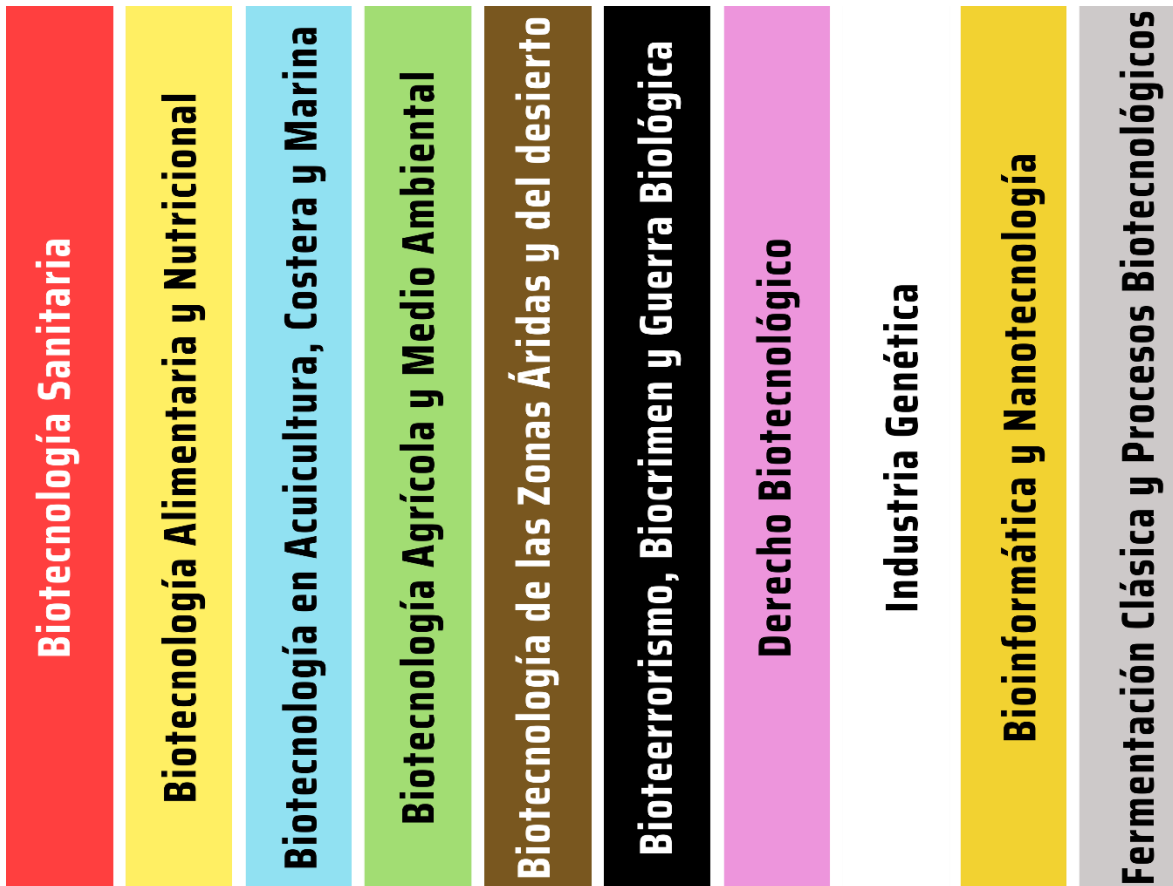 Biotecnología Sanitaria
Biotecnología Alimentaria y Nutricional
Biotecnología en Acuicultura, Costera y Marina
Biotecnología Agrícola y Medio Ambiental
Biotecnología de las Zonas Áridas y del desierto
Bioteerrorismo, Biocrimen y Guerra Biológica
Derecho Biotecnológico
Industria Genética
Bioinformática y Nanotecnología
Fermentación Clásica y Procesos Biotecnológicos